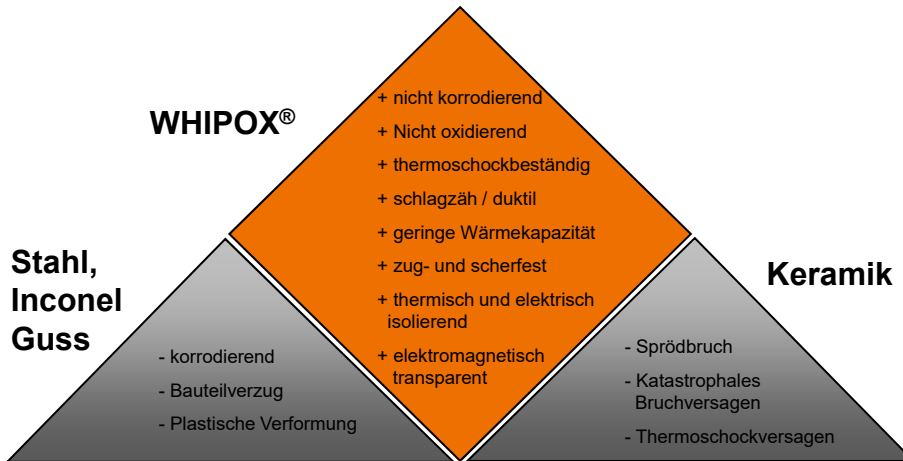 WHIPOX®
+ nicht korrodierend
+ Nicht oxidierend
+ thermoschockbeständig
+ schlagzäh / duktil
+ geringe Wärmekapazität
+ zug- und scherfest
+ thermisch und elektrisch
isolierend
+ elektromagnetisch
transparent
Stahl,
Inconel
Guss
- korrodierend
- Bauteilverzug
- Plastische Verformung
Keramik
- Sprödbruch
- Katastrophales
Bruchversagen
- Thermoschockversagen